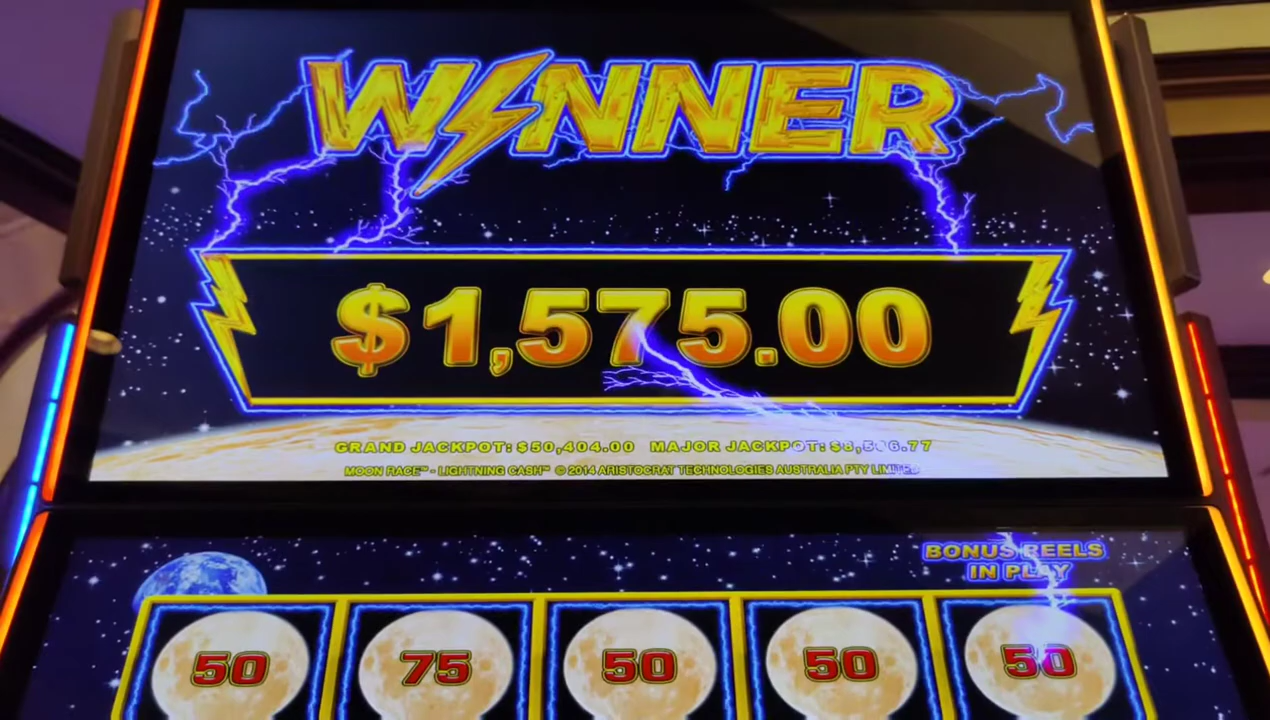 WINNER
$1,575.00
GRAND JACKPOT: $50,404.00 MAJOR JACKPOT:
MOON RACE™ - LIGHTNING CASH™ © 2014 ARISTOCRAT TECHNOLOGIES AUSTRALIA PTY LIMITED
BONUS REELS
IN PLAY
50 75 50 50 50